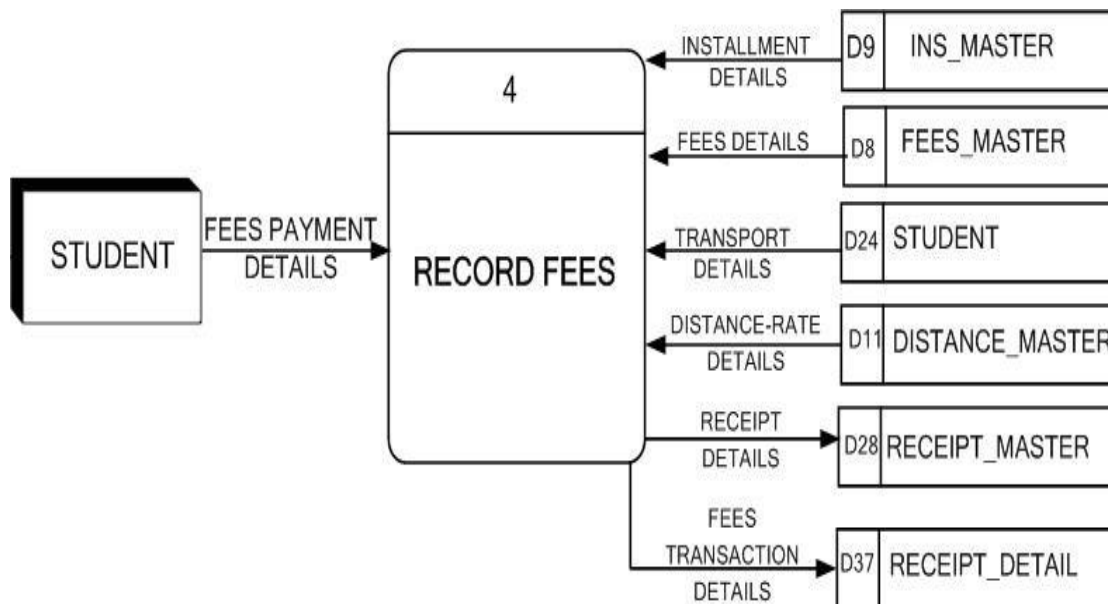 STUDENT
FEES PAYMENT
DETAILS
4
RECORD FEES
INSTALLMENT
DETAILS
D9 INS_MASTER
FEES DETAILS
D8 FEES_MASTER
TRANSPORT
DETAILS
D24 STUDENT
DISTANCE-RATE
DETAILS
D11 DISTANCE_MASTER
RECEIPT
DETAILS
D28 RECEIPT_MASTER
FEES
TRANSACTION
DETAILS
D37 RECEIPT_DETAIL